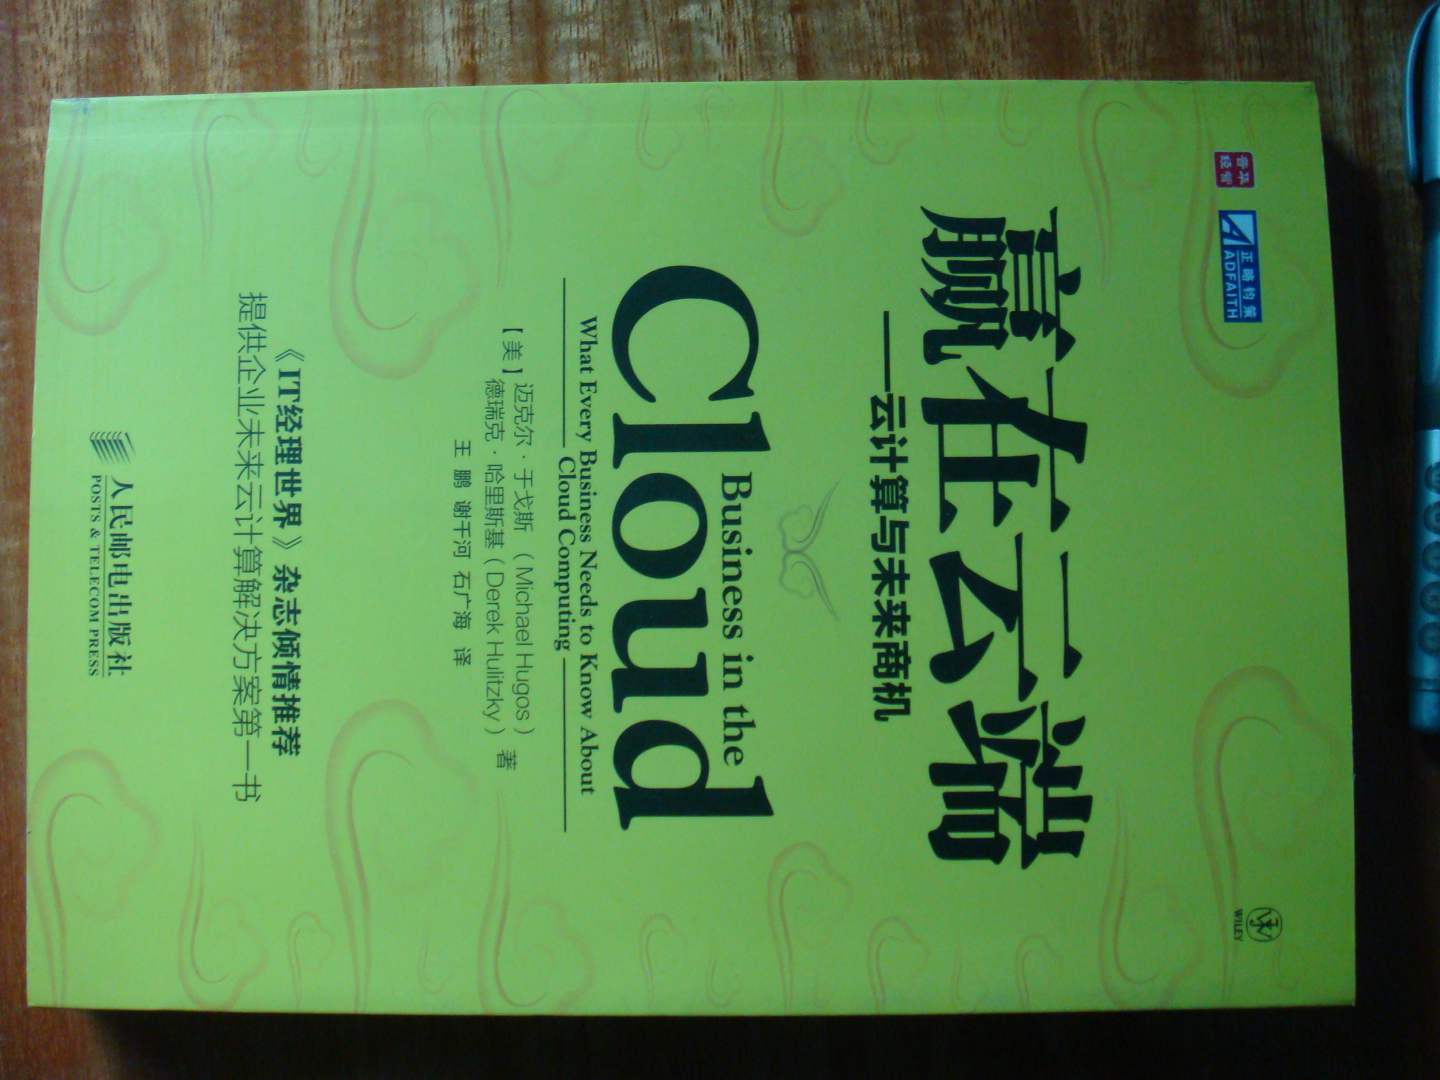 正略钧策
ADFAITH
WILEY
赢在云端
——云计算与未来商机
Business in the
Cloud
What Every Business Needs to Know About
Cloud Computing
【美】迈克尔·于戈斯（Michael Hugos）
德瑞克·哈里斯基（Derek Hulitzky） 著
王 鹏 谢千河 石广海 译
《IT经理世界》杂志倾情推荐
提供企业未来云计算解决方案第一书
人民邮电出版社
POSTS & TELECOM PRESS